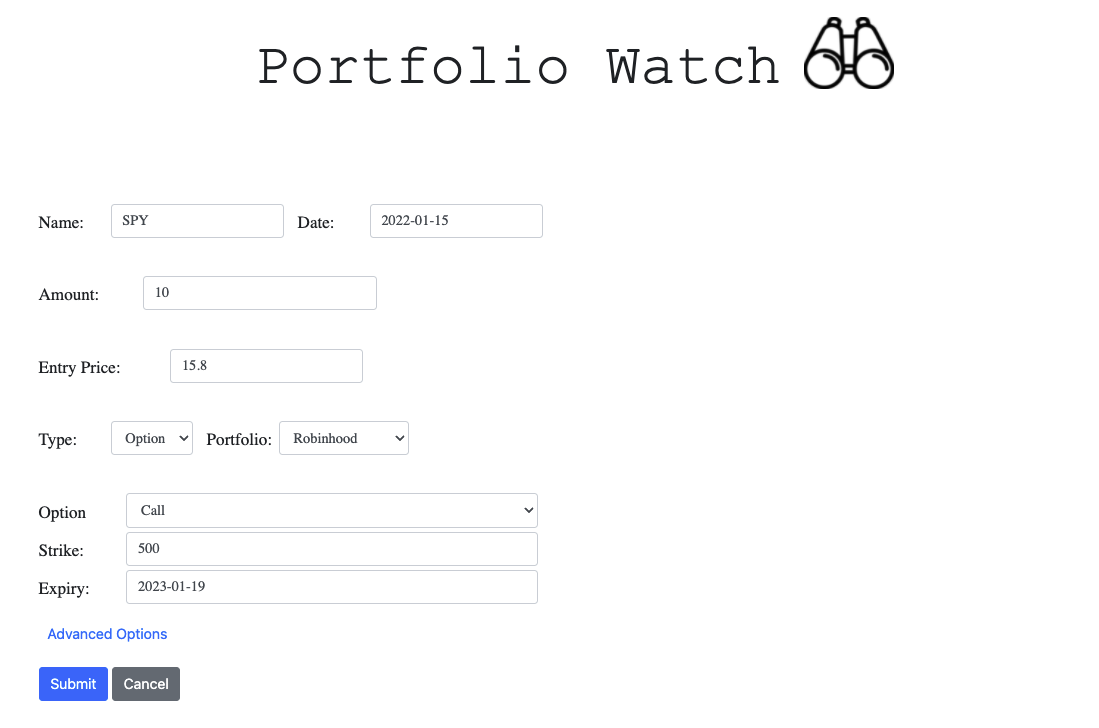 Portfolio Watch
Name: SPY Date: 2022-01-15
Amount: 10
Entry Price: 15.8
Type: Option Portfolio: Robinhood
Option Call
Strike: 500
Expiry: 2023-01-19
Advanced Options
Submit Cancel